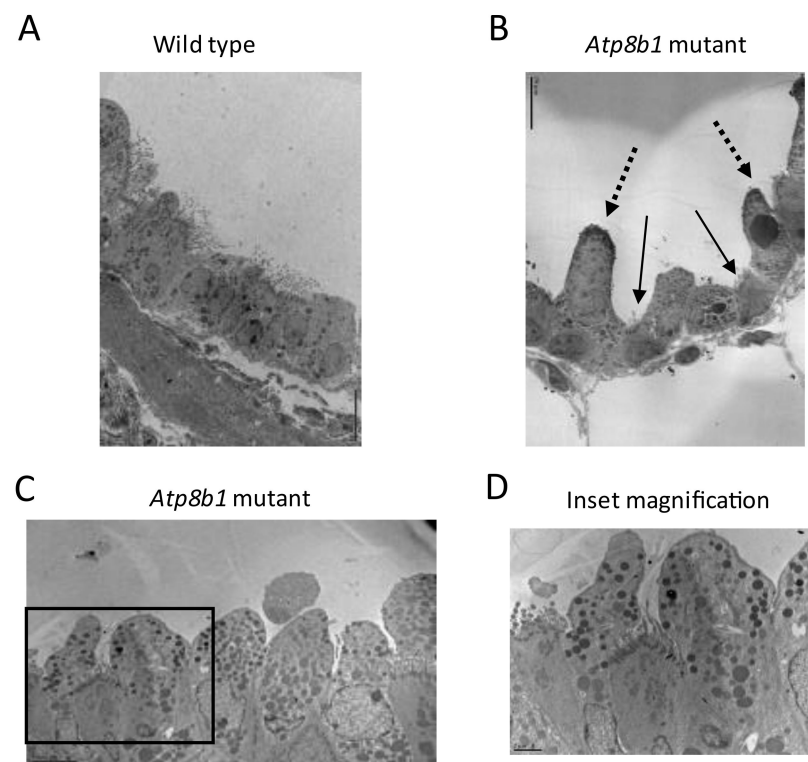 A
Wild type
B
Atp8b1 mutant
C
Atp8b1 mutant
D
Inset magnification